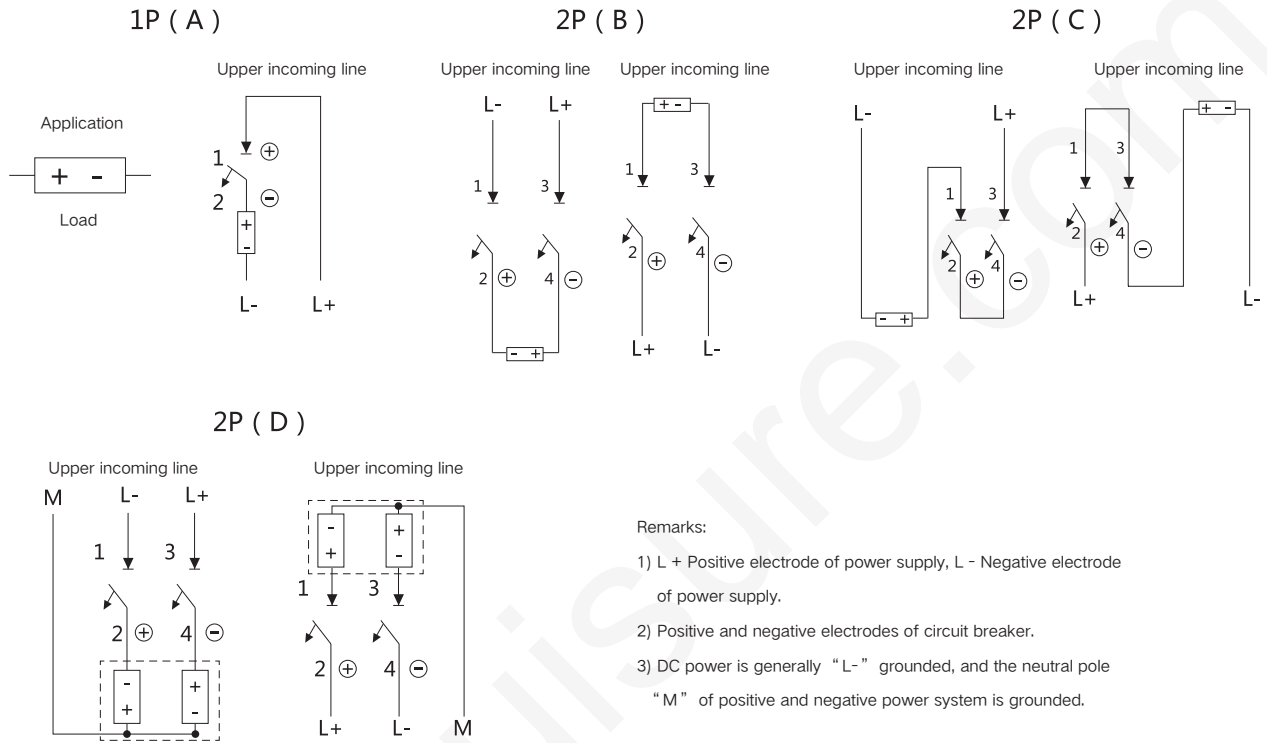 1P ( A )
2P ( B )
2P ( C )
Upper incoming line
Upper incoming line
Upper incoming line
Upper incoming line
Upper incoming line
Application
+ -
Load
1
+
2
-
+
-
L-
L+
L-
L+
1
3
2
+
4
-
- +
+ -
1
3
2
+
4
-
L+
L-
L-
L+
1
3
2
+
4
-
- +
+ -
1
3
2
+
4
-
L+
L-
2P ( D )
Upper incoming line
Upper incoming line
M
L-
L+
1
3
2
+
4
-
-
+
+
-
-
+
+
-
1
3
2
+
4
-
L+
L-
M
Remarks:
1) L + Positive electrode of power supply, L - Negative electrode
of power supply.
2) Positive and negative electrodes of circuit breaker.
3) DC power is generally “L-” grounded, and the neutral pole
“M” of positive and negative power system is grounded.